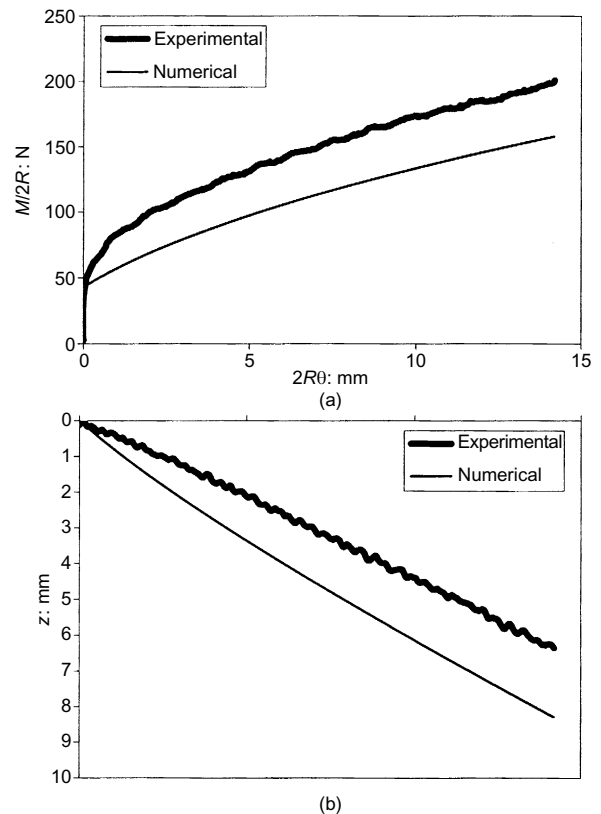 250
Experimental
Numerical
200
150
M/2R: N
100
50
0
0 5 10 15
2Rθ: mm
(a)
0
Experimental
1
Numerical
2
3
4
z: mm
5
6
7
8
9
10
(b)